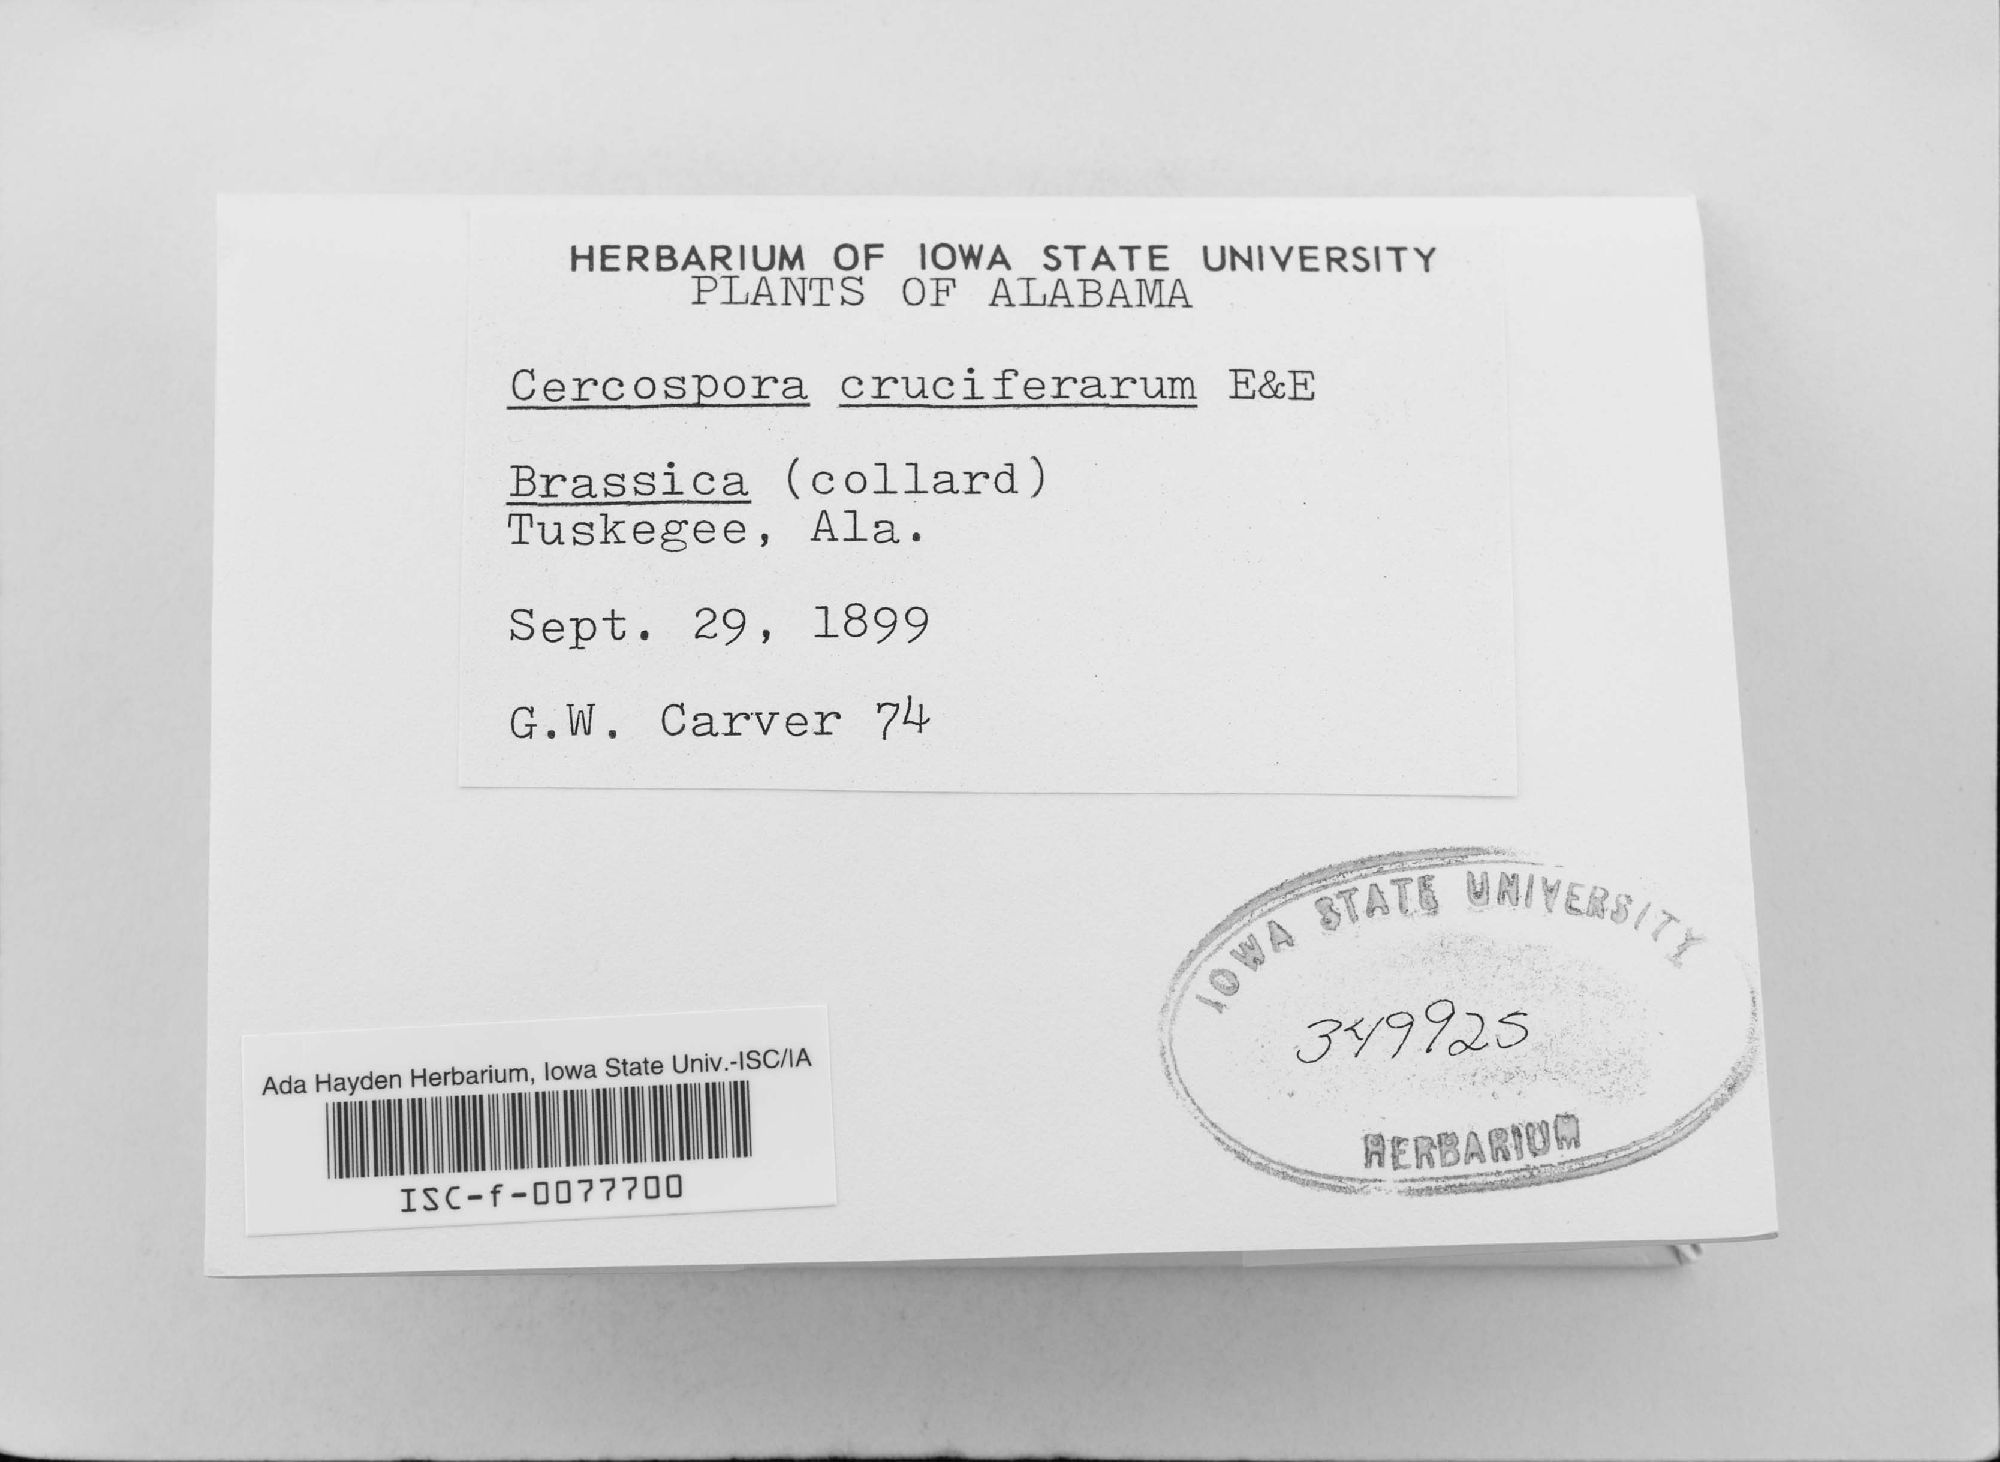 HERBARIUM OF IOWA STATE UNIVERSITY
PLANTS OF ALABAMA
Cercospora cruciferarum E&E
Brassica (collard)
Tuskegee, Ala.
Sept. 29, 1899
G.W. Carver 74
IOWA STATE UNIVERSITY
349925
HERBARIUM
Ada Hayden Herbarium, Iowa State Univ.-ISC/IA
ISC-f-0077700